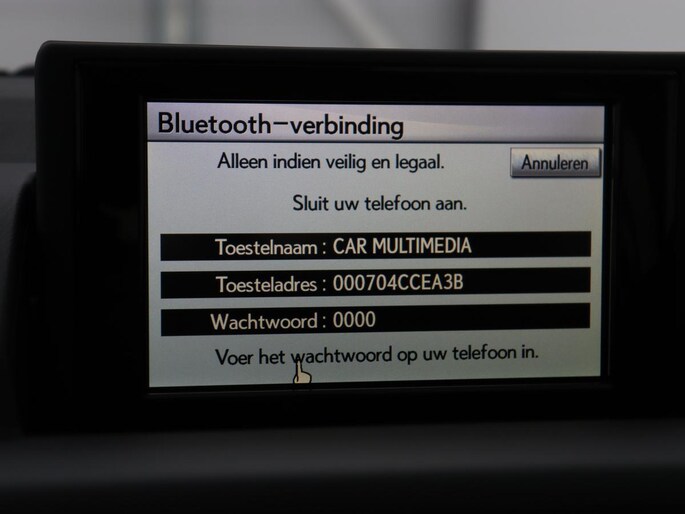 Bluetooth-verbinding
Alleen indien veilig en legaal.
Annuleren
Sluit uw telefoon aan.
Toestelnaam : CAR MULTIMEDIA
Toesteladres : 000704CCEA3B
Wachtwoord : 0000
Voer het wachtwoord op uw telefoon in.